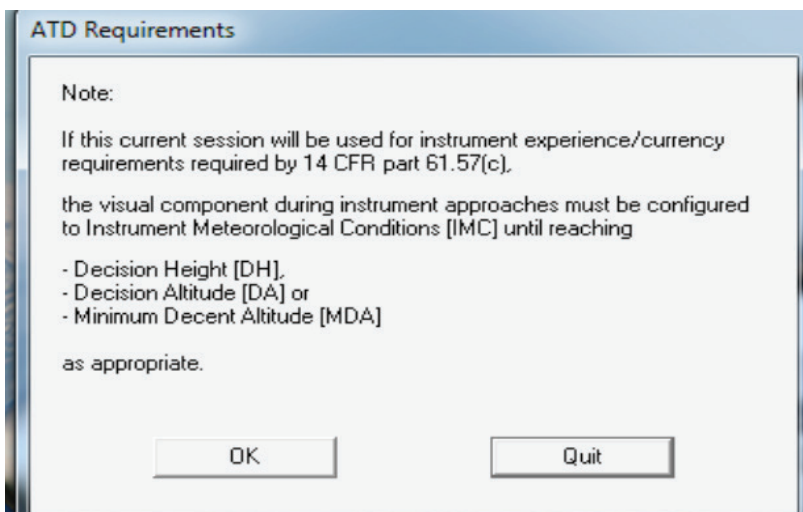 ATD Requirements
Note:
If this current session will be used for instrument experience/currency
requirements required by 14 CFR part 61.57(c),
the visual component during instrument approaches must be configured
to Instrument Meteorological Conditions [IMC] until reaching
- Decision Height [DH],
- Decision Altitude [DA] or
- Minimum Decent Altitude [MDA]
as appropriate.
OK
Quit